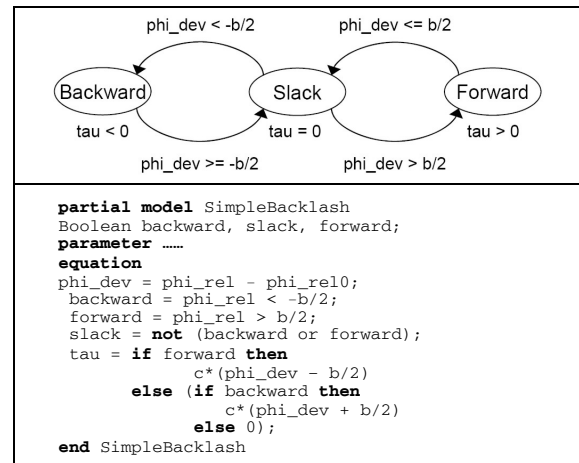 phi_dev < -b/2 phi_dev <= b/2
Backward Slack Forward
tau < 0 tau = 0 tau > 0
phi_dev >= -b/2 phi_dev > b/2
partial model SimpleBacklash
Boolean backward, slack, forward;
parameter ……
equation
phi_dev = phi_rel - phi_rel0;
backward = phi_rel < -b/2;
forward = phi_rel > b/2;
slack = not (backward or forward);
tau = if forward then
c*(phi_dev - b/2)
else (if backward then
c*(phi_dev + b/2)
else 0);
end SimpleBacklash